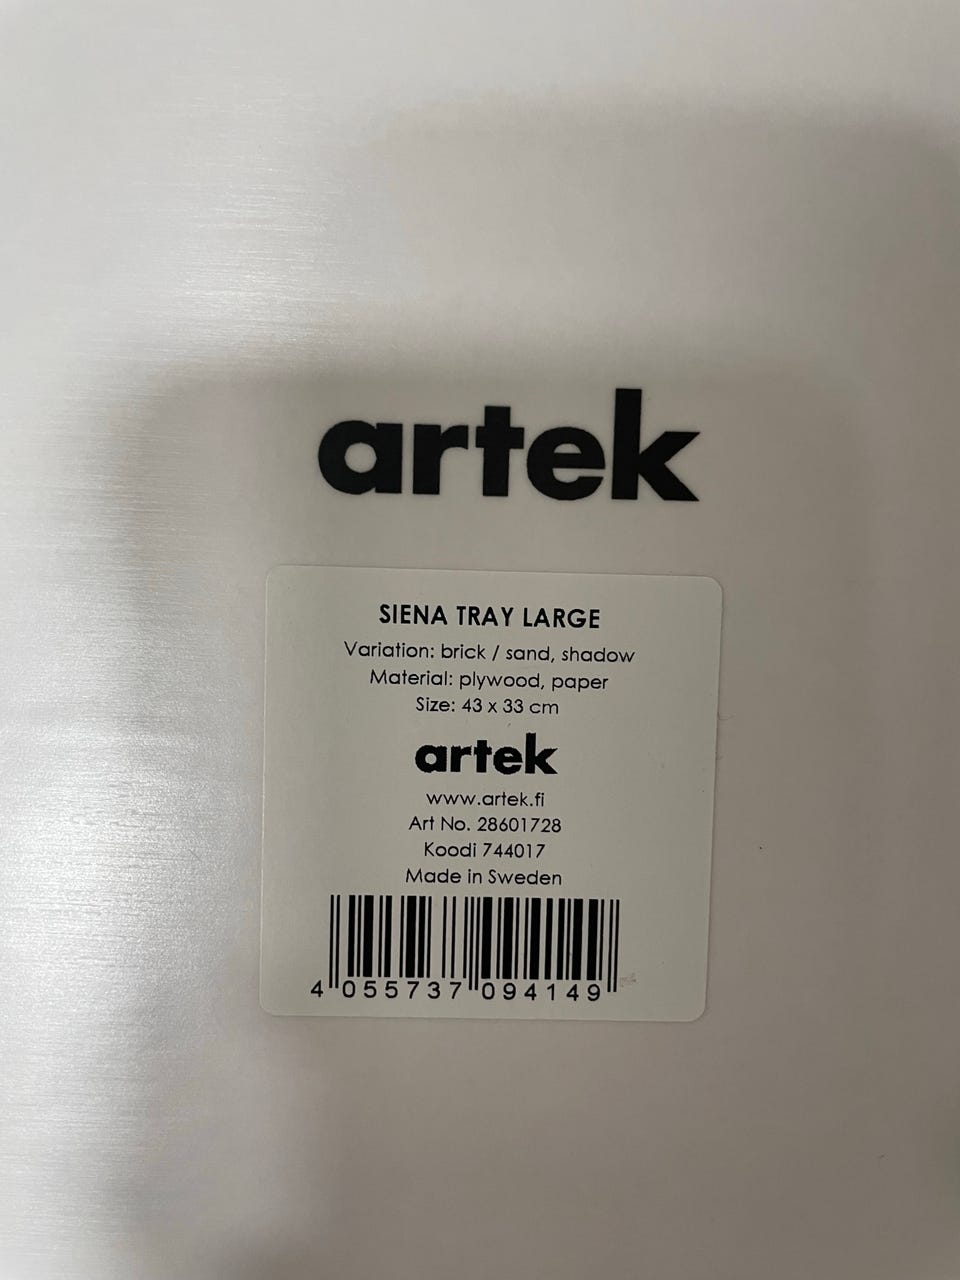 artek
SIENA TRAY LARGE
Variation: brick / sand, shadow
Material: plywood, paper
Size: 43 x 33 cm
artek
www.artek.fi
Art No. 28601728
Koodi 744017
Made in Sweden
4 055737 094149